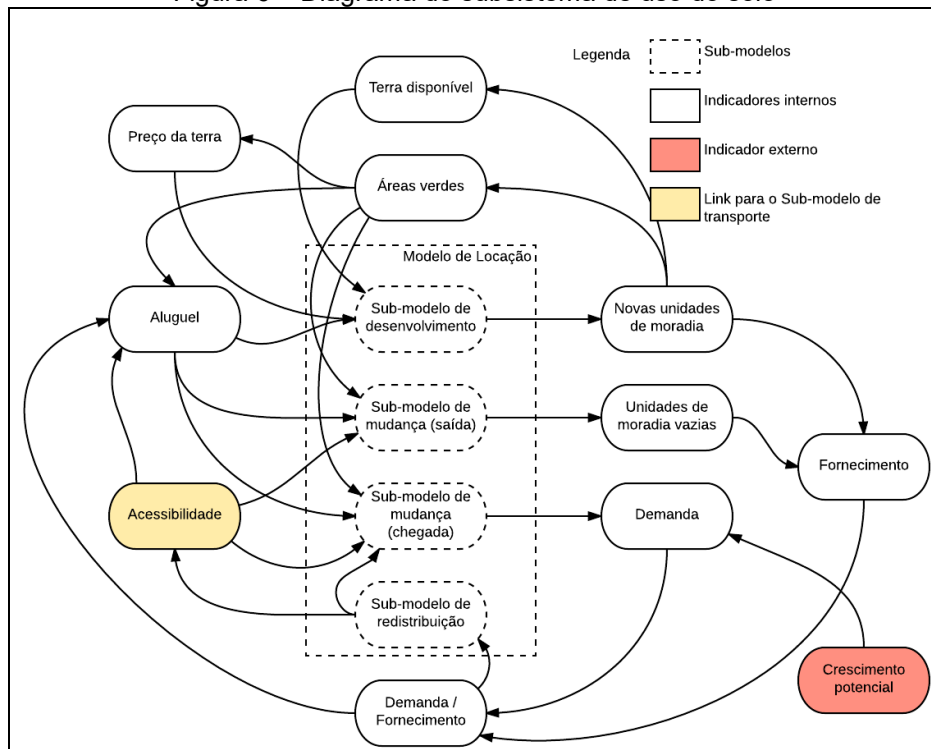 Figura 6 – Diagrama do subsistema de uso do solo
Legenda
Sub-modelos
Indicadores internos
Indicador externo
Link para o Sub-modelo de
transporte
Terra disponível
Preço da terra
Áreas verdes
Modelo de Locação
Aluguel
Sub-modelo de
desenvolvimento
Novas unidades
de moradia
Sub-modelo de
mudança (saída)
Unidades de
moradia vazias
Fornecimento
Acessibilidade
Sub-modelo de
mudança
(chegada)
Demanda
Sub-modelo de
redistribuição
Crescimento
potencial
Demanda /
Fornecimento